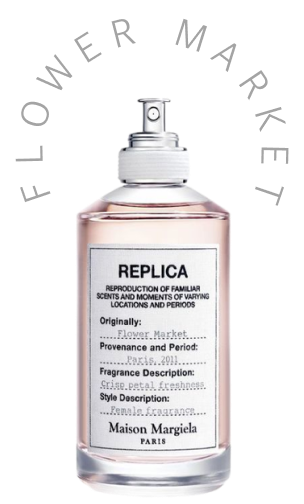 FLOWER MARKET
REPLICA
REPRODUCTION OF FAMILIAR
SCENTS AND MOMENTS OF VARYING
LOCATIONS AND PERIODS
Originally:
Flower Market
Provenance and Period:
Paris, 2011
Fragrance Description:
Crisp petal freshness
Style Description:
Female fragrance
Maison Margiela
PARIS